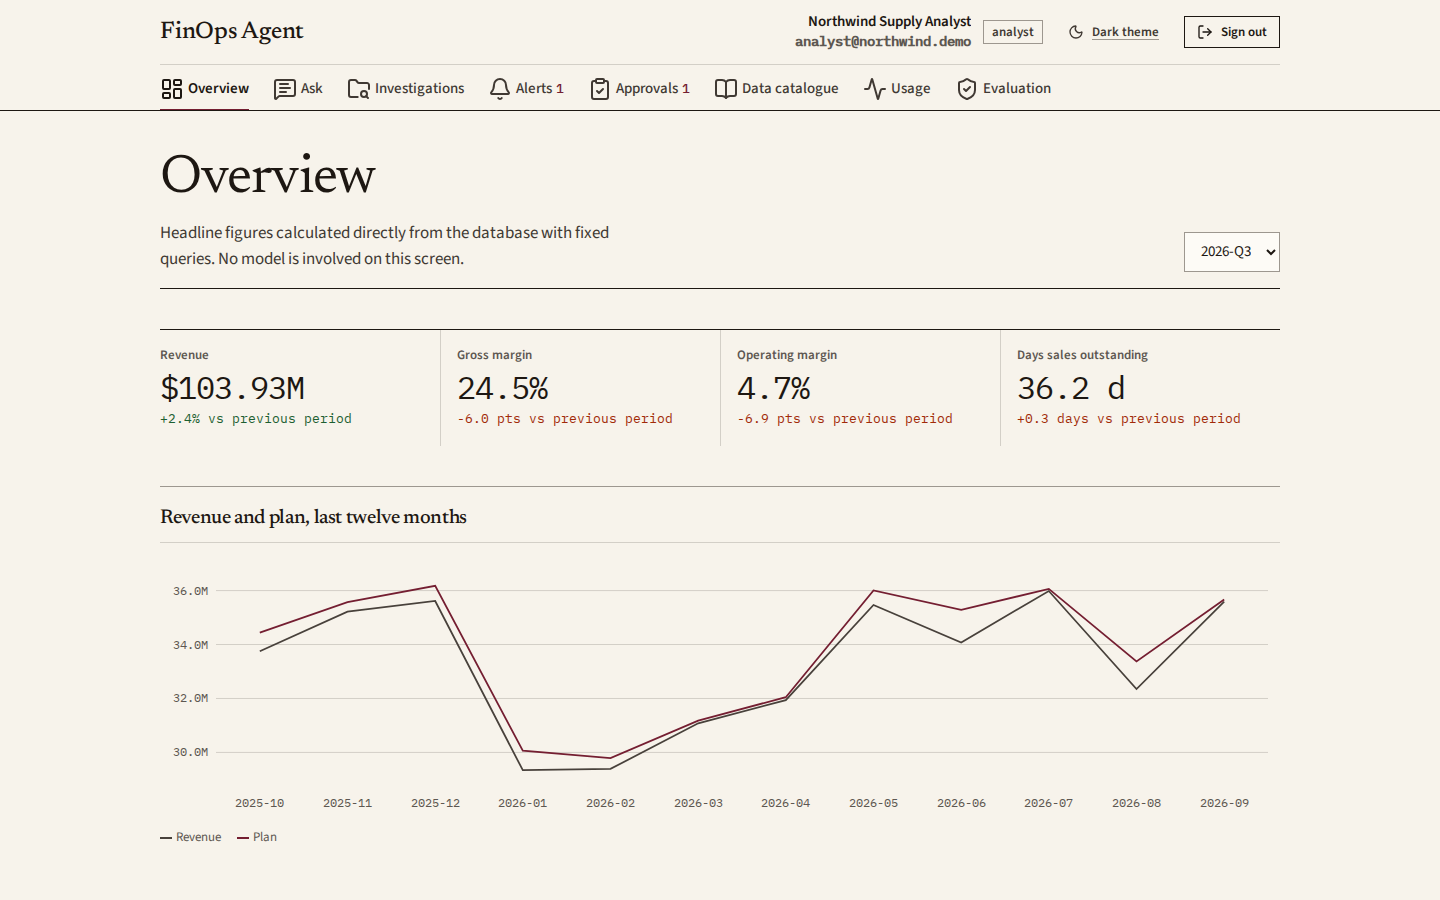 FinOps Agent
Northwind Supply Analyst
analyst@northwind.demo
analyst
Dark theme
Sign out
Overview
Ask
Investigations
Alerts 1
Approvals 1
Data catalogue
Usage
Evaluation
Overview
Headline figures calculated directly from the database with fixed
queries. No model is involved on this screen.
2026-Q3
Revenue
$103.93M
+2.4% vs previous period
Gross margin
24.5%
-6.0 pts vs previous period
Operating margin
4.7%
-6.9 pts vs previous period
Days sales outstanding
36.2 d
+0.3 days vs previous period
Revenue and plan, last twelve months
36.0M
34.0M
32.0M
30.0M
2025-10 2025-11 2025-12 2026-01 2026-02 2026-03 2026-04 2026-05 2026-06 2026-07 2026-08 2026-09
Revenue Plan